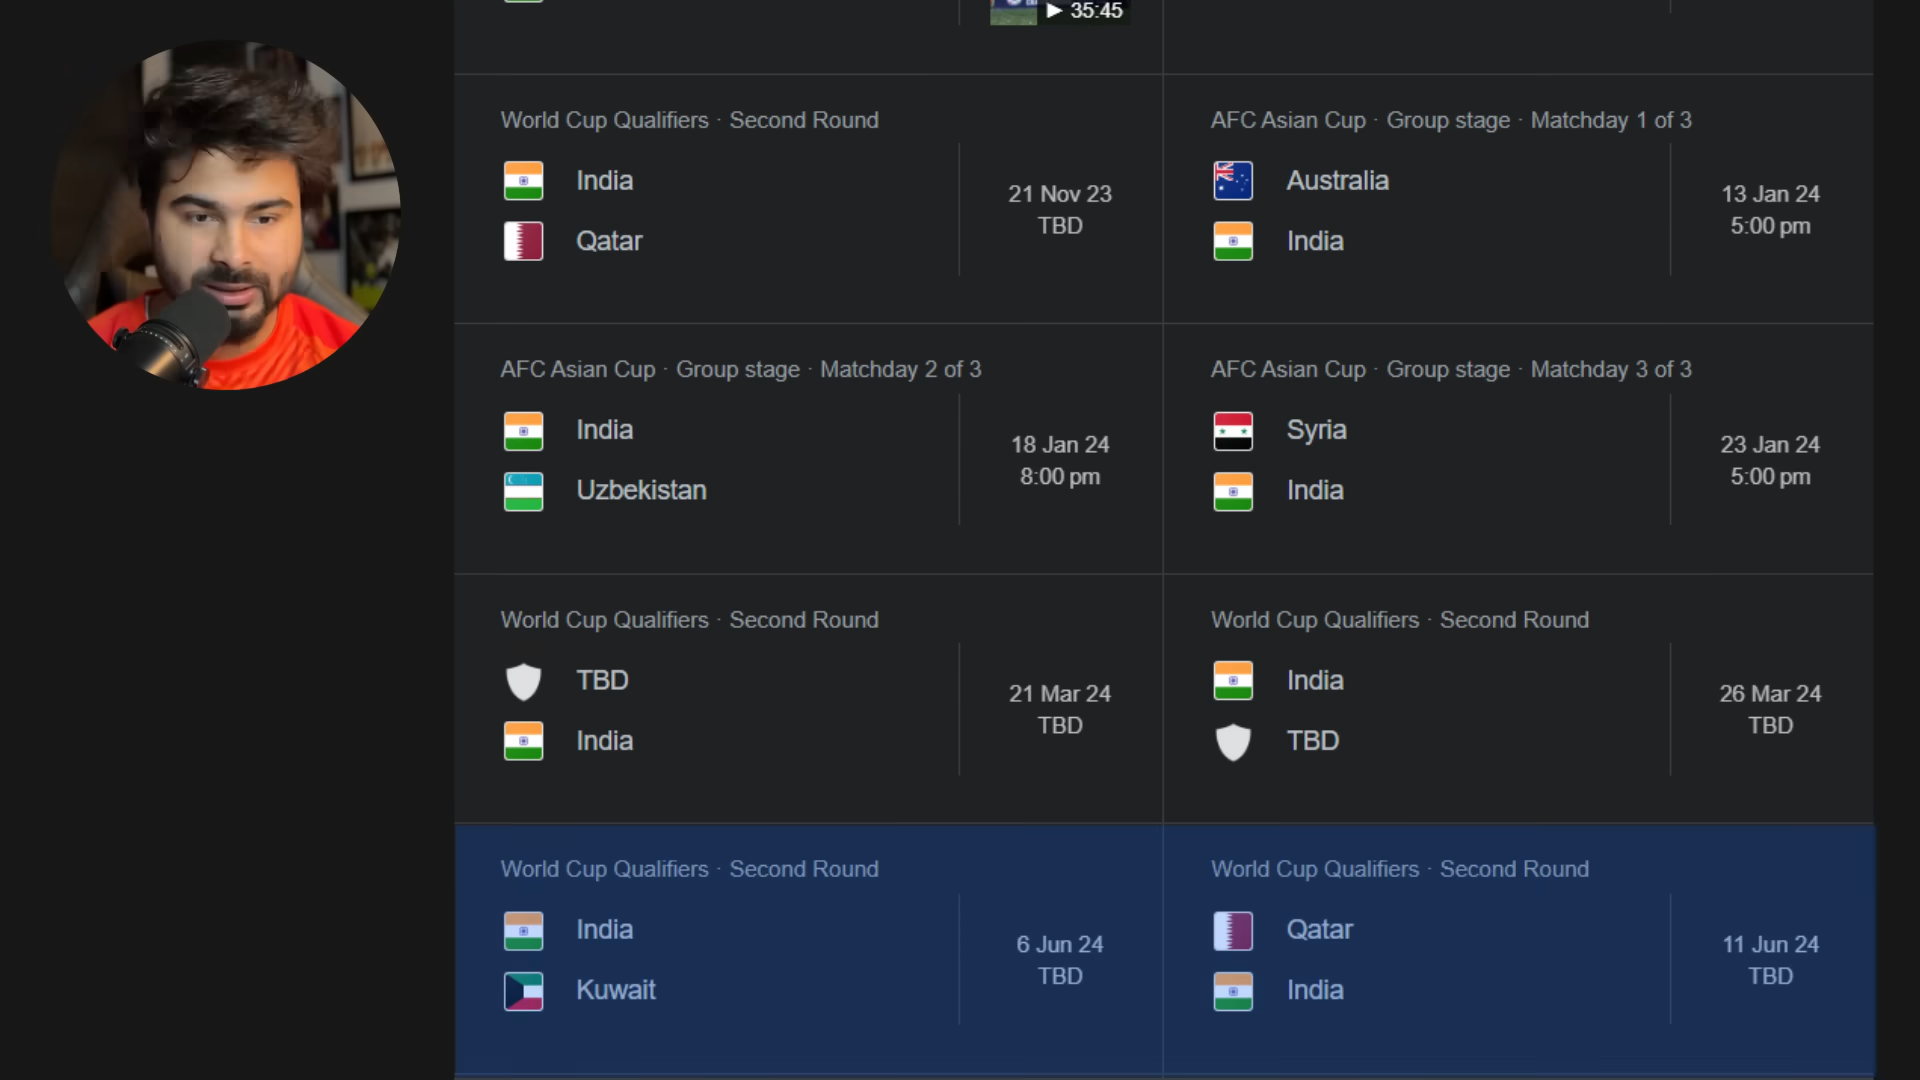 35:45
World Cup Qualifiers · Second Round
India
Qatar
21 Nov 23
TBD
AFC Asian Cup · Group stage · Matchday 1 of 3
Australia
India
13 Jan 24
5:00 pm
AFC Asian Cup · Group stage · Matchday 2 of 3
India
Uzbekistan
18 Jan 24
8:00 pm
AFC Asian Cup · Group stage · Matchday 3 of 3
Syria
India
23 Jan 24
5:00 pm
World Cup Qualifiers · Second Round
TBD
India
21 Mar 24
TBD
World Cup Qualifiers · Second Round
India
TBD
26 Mar 24
TBD
World Cup Qualifiers · Second Round
India
Kuwait
6 Jun 24
TBD
World Cup Qualifiers · Second Round
Qatar
India
11 Jun 24
TBD